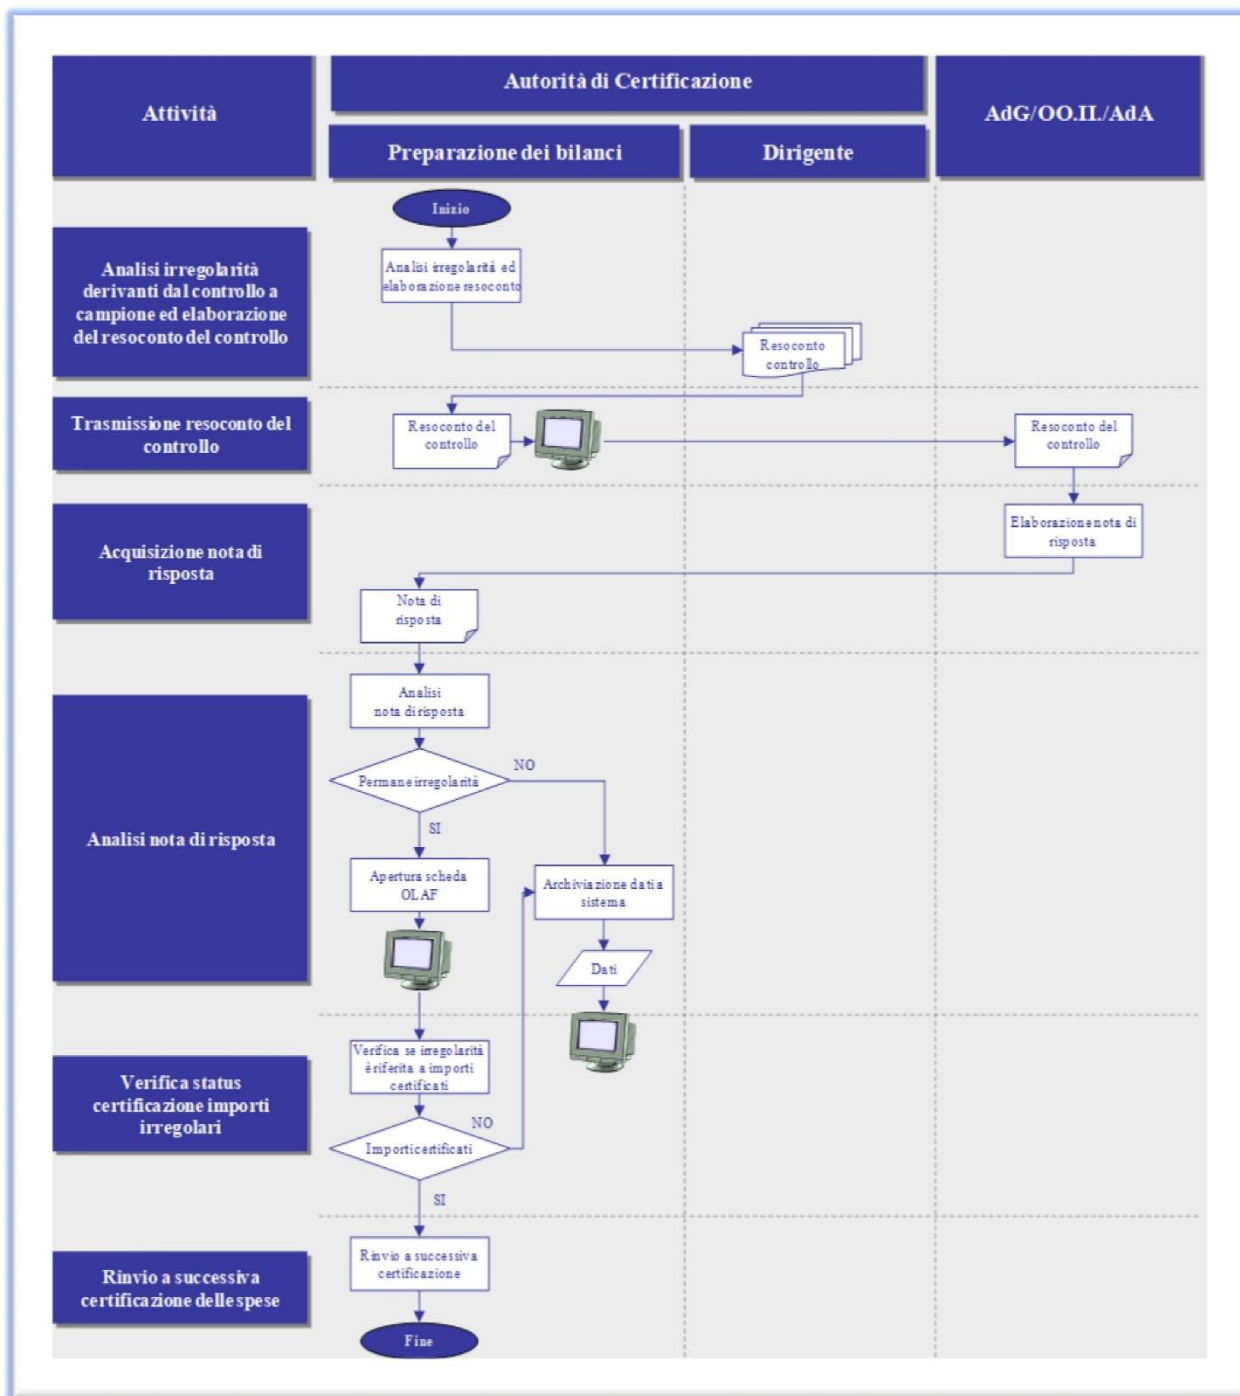 Attività
Autorità di Certificazione
AdG/OO.II./AdA
Preparazione dei bilanci
Dirigente
Inizio
Analisi irregolarità
derivanti dal controllo a
campione ed elaborazione
del resoconto del controllo
Analisi irregolarità ed
elaborazione resoconto
Resoconto
controllo
Trasmissione resoconto del
controllo
Resoconto del
controllo
Resoconto del
controllo
Acquisizione nota di
risposta
Elaborazione nota di
risposta
Nota di
risposta
Analisi nota di risposta
Analisi
nota di risposta
Permane irregolarità
NO
SI
Apertura scheda
OLAF
Archiviazione dati a
sistema
Dati
Verifica status
certificazione importi
irregolari
Verifica se irregolarità
è riferita a importi
certificati
NO
Importi certificati
SI
Rinvio a successiva
certificazione delle spese
Rinvio a successiva
certificazione
Fine